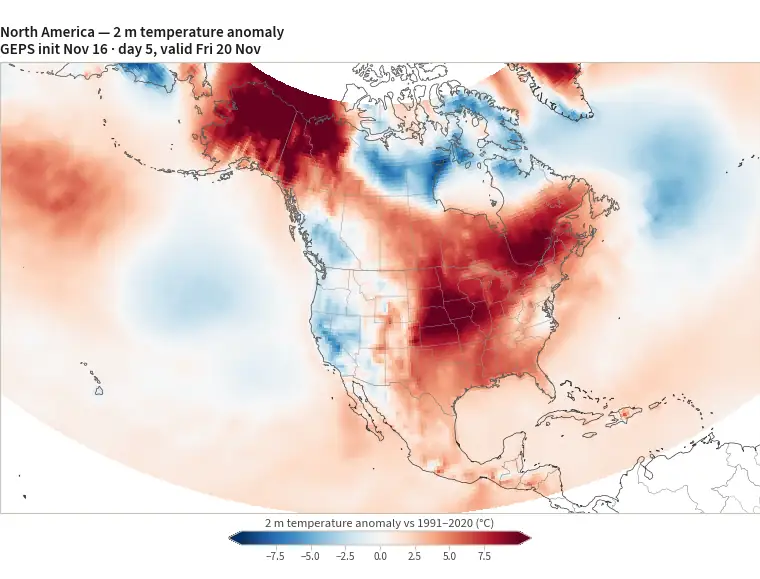 North America — 2 m temperature anomaly
GEPS init Nov 16 · day 5, valid Fri 20 Nov
2 m temperature anomaly vs 1991–2020 (°C)
−7.5 −5.0 −2.5 0.0 2.5 5.0 7.5